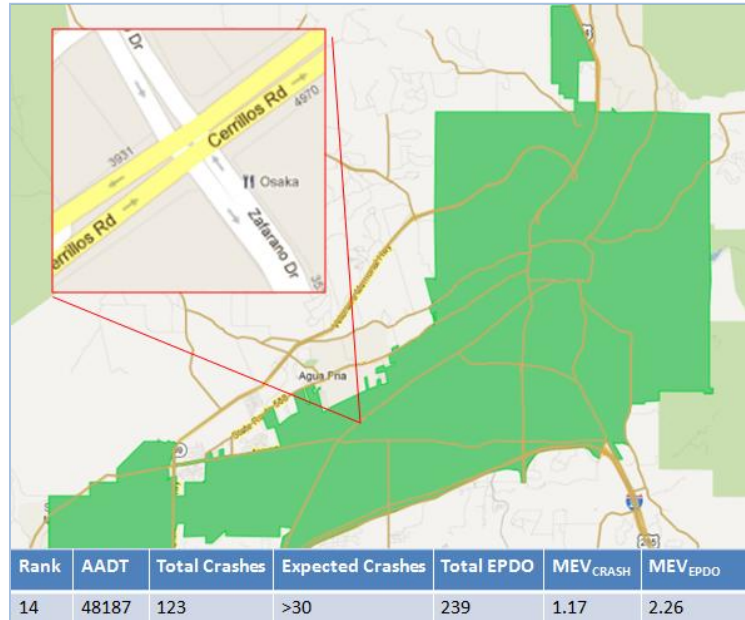 Dr
3931
Cerrillos Rd
4970
Osaka
Cerrillos Rd
Zafarano Dr
35
Agua Fria
Rank AADT Total Crashes Expected Crashes Total EPDO MEVCRASH MEVEPDO
14 48187 123 >30 239 1.17 2.26